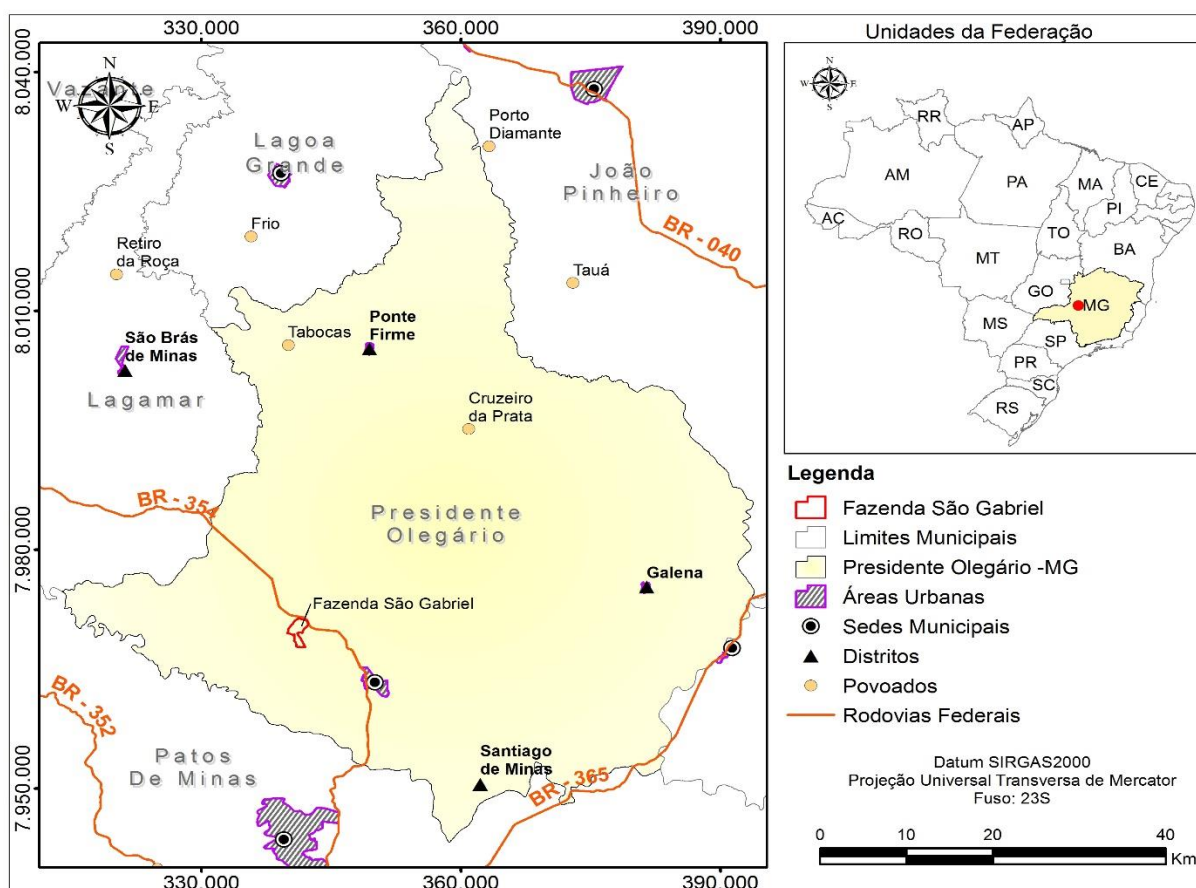 330.000
360.000
390.000
8.040.000
8.010.000
7.980.000
7.950.000
N
W
E
S
Vazante
Lagoa
Grande
Porto
Diamante
João
Pinheiro
BR - 040
Frio
Retiro
da Roça
Tauá
São Brás
de Minas
Lagamar
Tabocas
Ponte
Firme
Cruzeiro
da Prata
BR - 354
Presidente
Olegário
Galena
Fazenda São Gabriel
BR - 352
Patos
De Minas
Santiago
de Minas
BR - 365
330.000
360.000
390.000
Unidades da Federação
N
W
E
S
RR
AP
AM
PA
MA
CE
PI
AC
RO
TO
BA
MT
GO
MG
MS
SP
PR
SC
RS
Legenda
Fazenda São Gabriel
Limites Municipais
Presidente Olegário -MG
Áreas Urbanas
Sedes Municipais
Distritos
Povoados
Rodovias Federais
Datum SIRGAS2000
Projeção Universal Transversa de Mercator
Fuso: 23S
0
10
20
40
Km